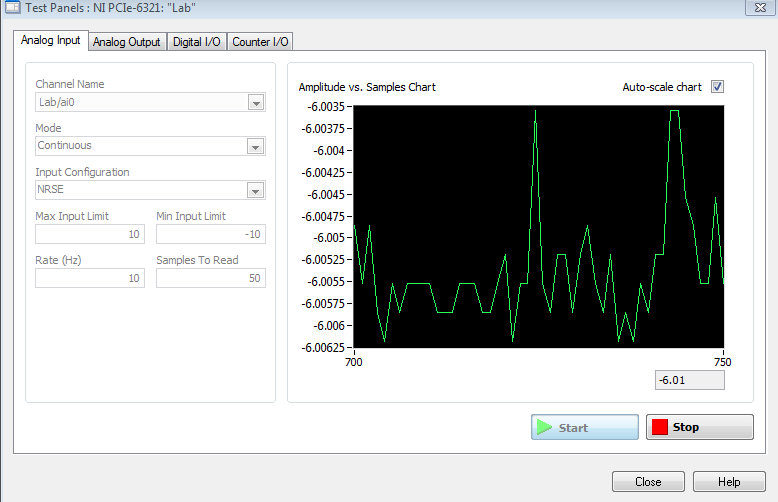 Test Panels : NI PCIe-6321: "Lab"
Analog Input Analog Output Digital I/O Counter I/O
Channel Name
Lab/ai0
Mode
Continuous
Input Configuration
NRSE
Max Input Limit Min Input Limit
10 -10
Rate (Hz) Samples To Read
10 50
Amplitude vs. Samples Chart Auto-scale chart
-6.0035
-6.00375
-6.004
-6.00425
-6.0045
-6.00475
-6.005
-6.00525
-6.0055
-6.00575
-6.006
-6.00625
700 750
-6.01
Start Stop
Close Help